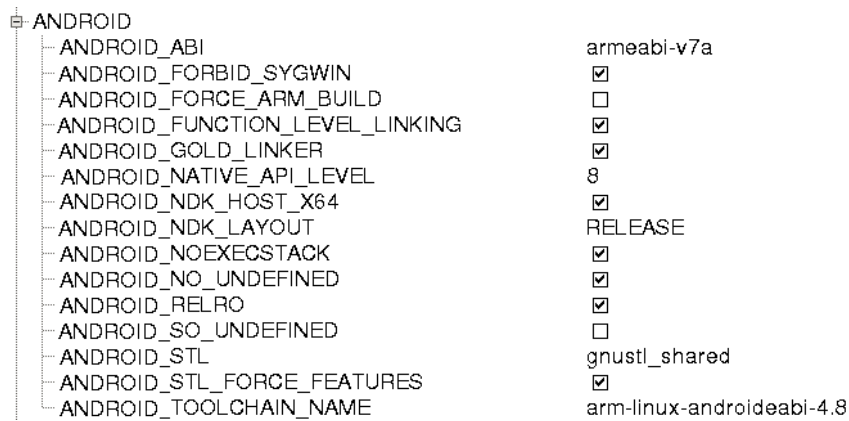 ANDROID
ANDROID_ABI armeabi-v7a
ANDROID_FORBID_SYGWIN
ANDROID_FORCE_ARM_BUILD
ANDROID_FUNCTION_LEVEL_LINKING
ANDROID_GOLD_LINKER
ANDROID_NATIVE_API_LEVEL 8
ANDROID_NDK_HOST_X64
ANDROID_NDK_LAYOUT RELEASE
ANDROID_NOEXECSTACK
ANDROID_NO_UNDEFINED
ANDROID_RELRO
ANDROID_SO_UNDEFINED
ANDROID_STL gnustl_shared
ANDROID_STL_FORCE_FEATURES
ANDROID_TOOLCHAIN_NAME arm-linux-androideabi-4.8